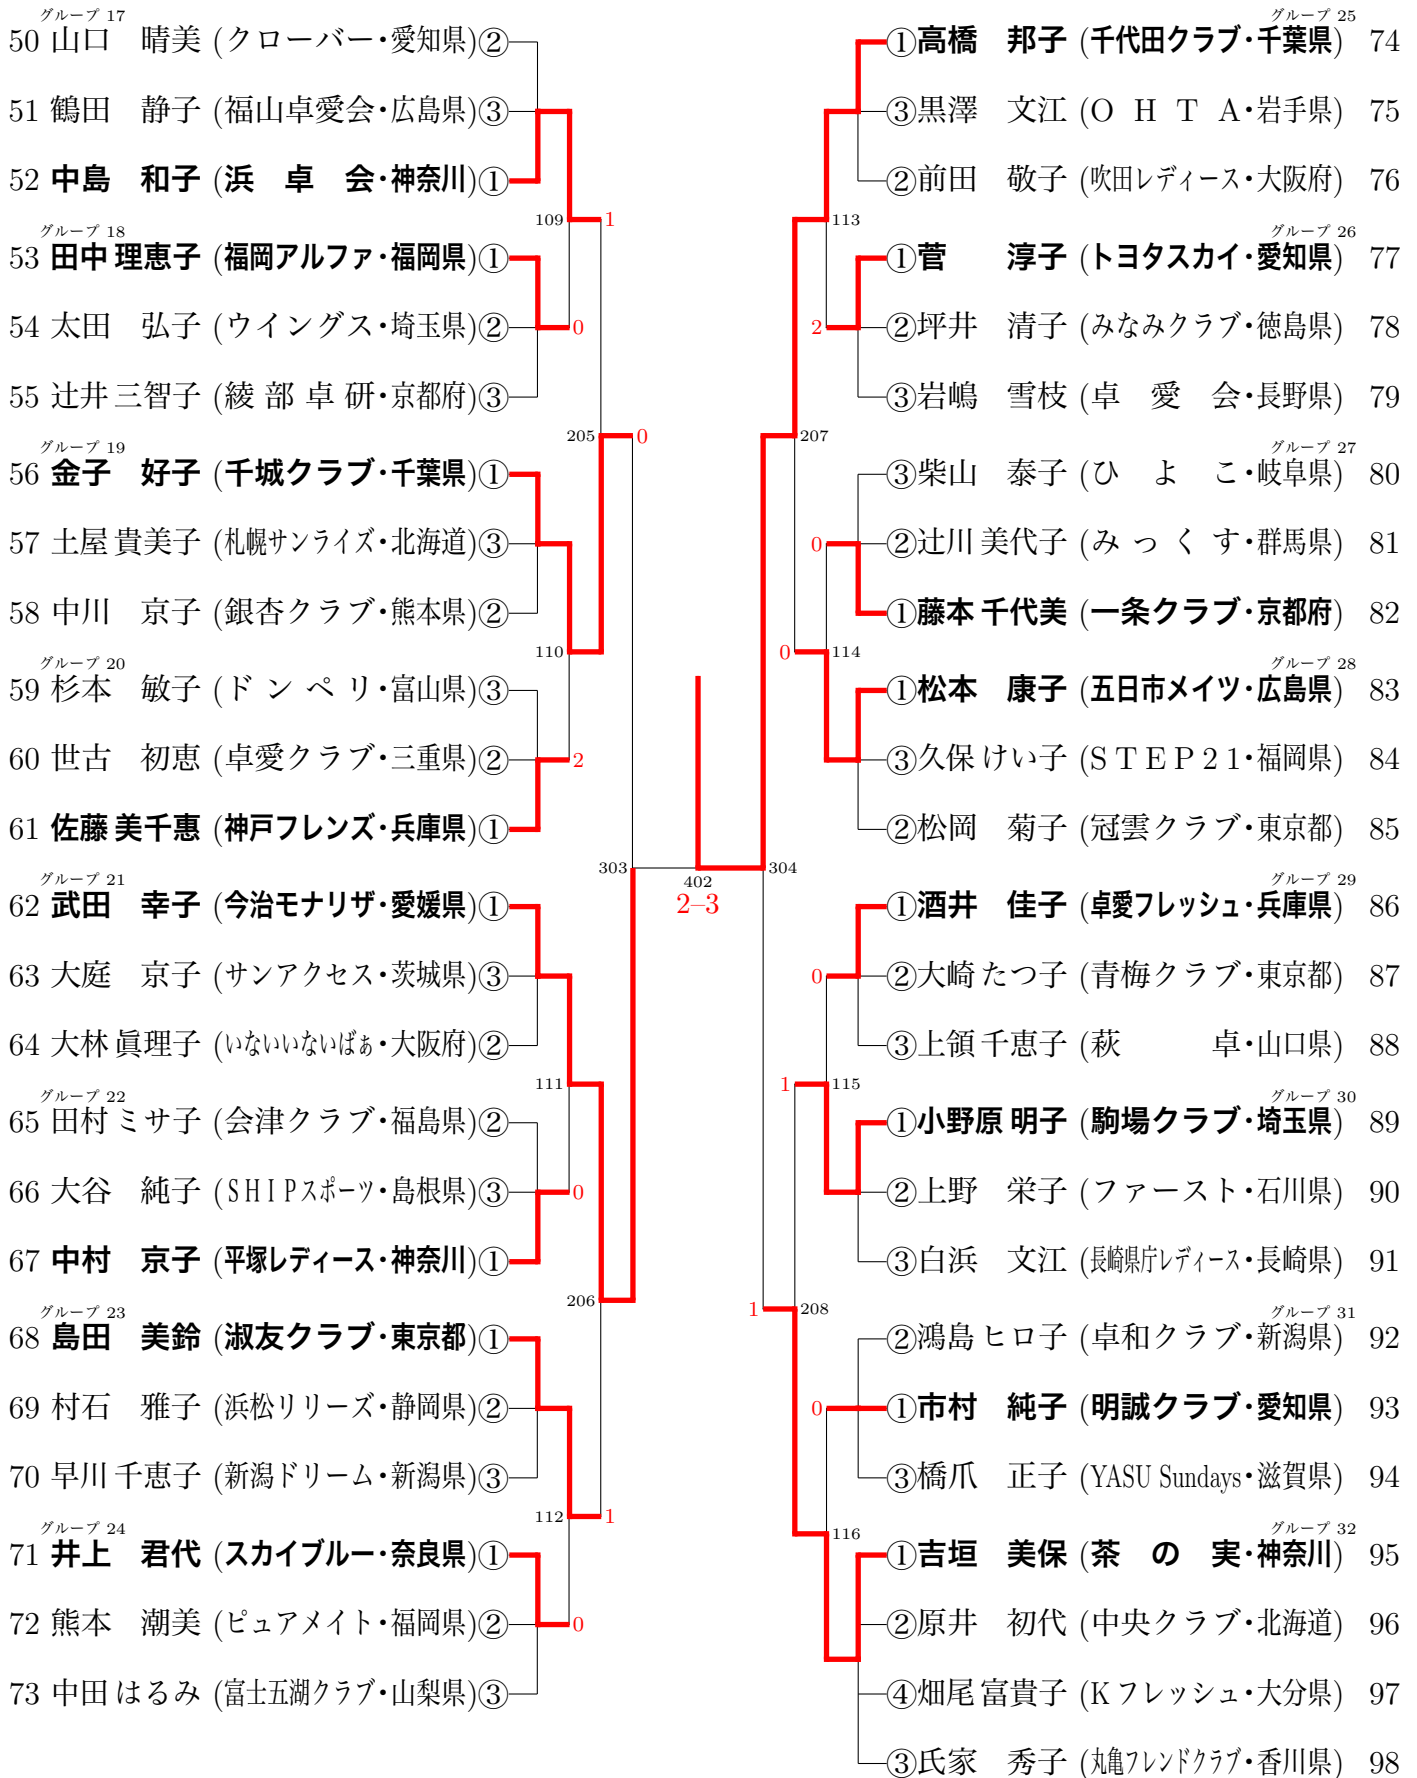 グループ 17
50 山口 晴美 (クローバー・愛知県)②
51 鶴田 静子 (福山卓愛会・広島県)③
52 中島 和子 (浜 卓 会・神奈川)①
109
1
グループ 18
53 田中 理恵子 (福岡アルファ・福岡県)①
54 太田 弘子 (ウイングス・埼玉県)②
0
55 辻井 三智子 (綾 部 卓 研・京都府)③
205
0
グループ 19
56 金子 好子 (千城クラブ・千葉県)①
57 土屋 貴美子 (札幌サンライズ・北海道)③
58 中川 京子 (銀杏クラブ・熊本県)②
110
グループ 20
59 杉本 敏子 (ド ン ペ リ・富山県)③
60 世古 初恵 (卓愛クラブ・三重県)②
2
61 佐藤 美千惠 (神戸フレンズ・兵庫県)①
303
グループ 21
62 武田 幸子 (今治モナリザ・愛媛県)①
63 大庭 京子 (サンアクセス・茨城県)③
64 大林 眞理子 (いないいないばぁ・大阪府)②
111
グループ 22
65 田村 ミサ子 (会津クラブ・福島県)②
66 大谷 純子 (SHIPスポーツ・島根県)③
0
67 中村 京子 (平塚レディース・神奈川)①
206
グループ 23
68 島田 美鈴 (淑友クラブ・東京都)①
69 村石 雅子 (浜松リリーズ・静岡県)②
70 早川 千恵子 (新潟ドリーム・新潟県)③
112
1
グループ 24
71 井上 君代 (スカイブルー・奈良県)①
72 熊本 潮美 (ピュアメイト・福岡県)②
0
73 中田 はるみ (富士五湖クラブ・山梨県)③
402
2–3
グループ 25
①高橋 邦子 (千代田クラブ・千葉県) 74
③黒澤 文江 (O H T A・岩手県) 75
②前田 敬子 (吹田レディース・大阪府) 76
113
グループ 26
①菅 淳子 (トヨタスカイ・愛知県) 77
2
②坪井 清子 (みなみクラブ・徳島県) 78
③岩嶋 雪枝 (卓 愛 会・長野県) 79
207
グループ 27
③柴山 泰子 (ひ よ こ・岐阜県) 80
0
②辻川 美代子 (み っ く す・群馬県) 81
①藤本 千代美 (一条クラブ・京都府) 82
0
114
グループ 28
①松本 康子 (五日市メイツ・広島県) 83
③久保 けい子 (S T E P 2 1・福岡県) 84
②松岡 菊子 (冠雲クラブ・東京都) 85
304
グループ 29
①酒井 佳子 (卓愛フレッシュ・兵庫県) 86
0
②大崎 たつ子 (青梅クラブ・東京都) 87
③上領 千恵子 (萩 卓・山口県) 88
1
115
グループ 30
①小野原 明子 (駒場クラブ・埼玉県) 89
②上野 栄子 (ファースト・石川県) 90
③白浜 文江 (長崎県庁レディース・長崎県) 91
1
208
グループ 31
②鴻島 ヒロ子 (卓和クラブ・新潟県) 92
0
①市村 純子 (明誠クラブ・愛知県) 93
③橋爪 正子 (YASU Sundays・滋賀県) 94
116
グループ 32
①吉垣 美保 (茶 の 実・神奈川) 95
②原井 初代 (中央クラブ・北海道) 96
④畑尾 富貴子 (K フレッシュ・大分県) 97
③氏家 秀子 (丸亀フレンドクラブ・香川県) 98